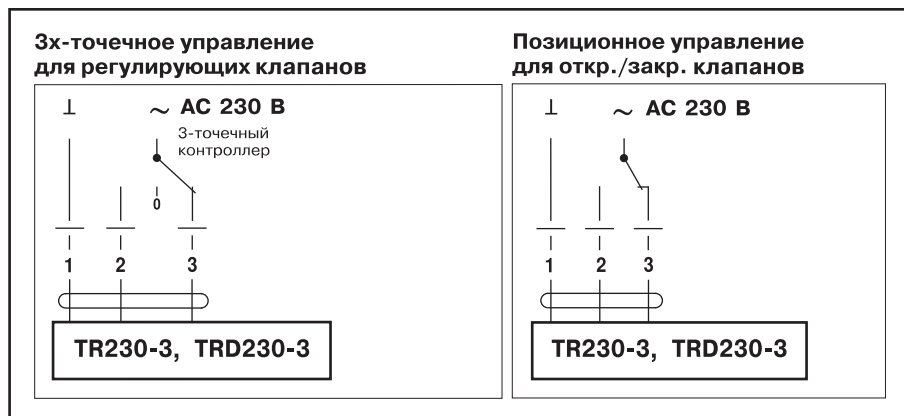 3х-точечное управление
для регулирующих клапанов
⊥ ~ AC 230 В
3-точечный
контроллер
0
1 2 3
TR230-3, TRD230-3
Позиционное управление
для откр./закр. клапанов
⊥ ~ AC 230 В
1 2 3
TR230-3, TRD230-3